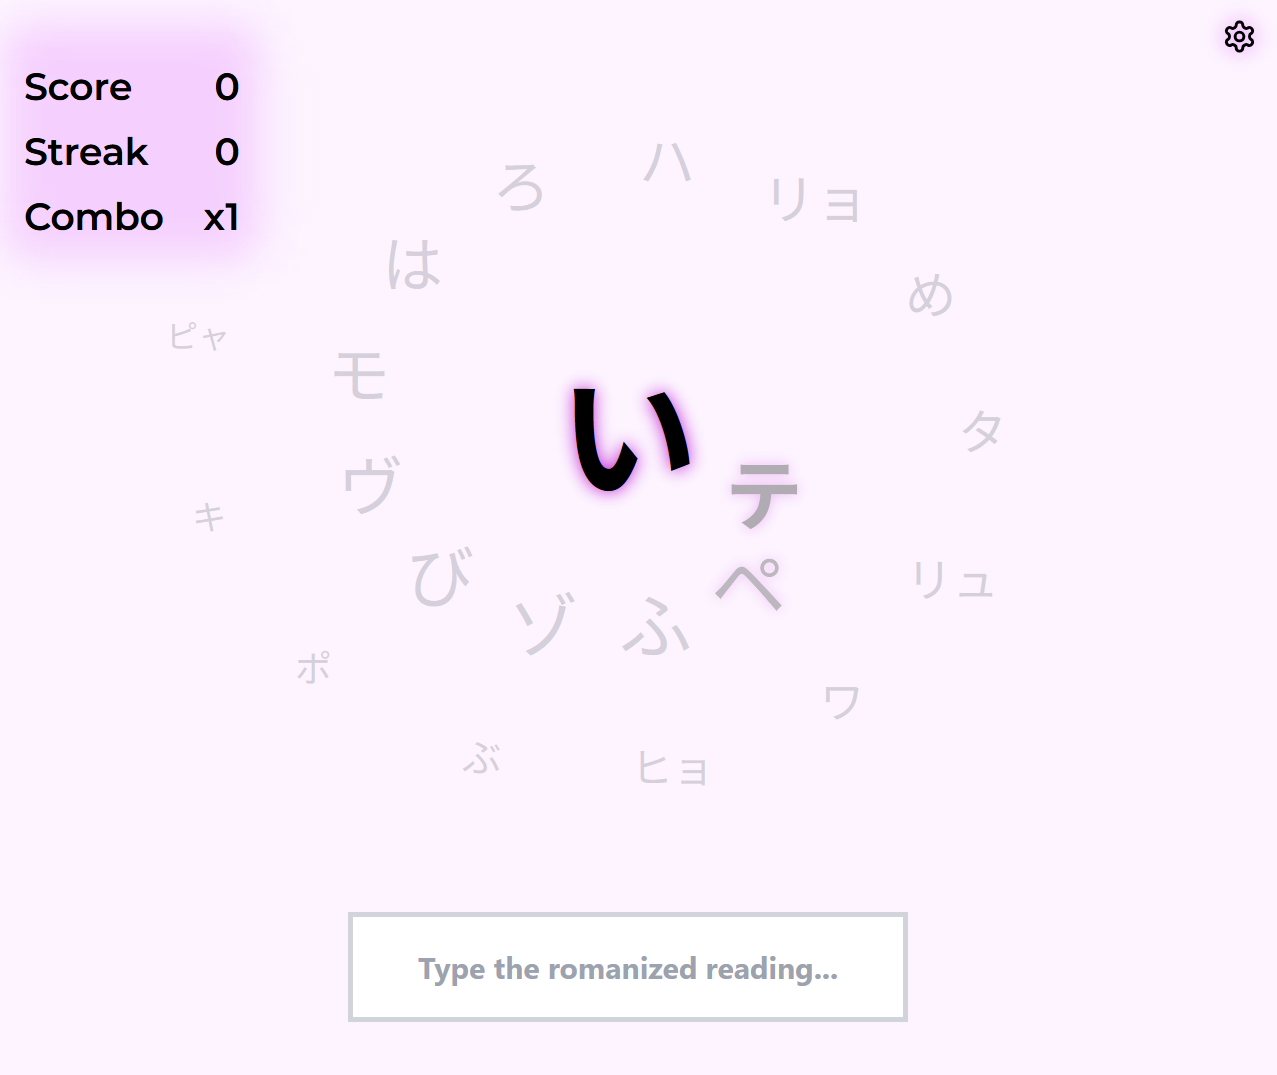 Score 0
Streak 0
Combo x1
い
テ
ペ
ふ
ゾ
び
ヴ
モ
は
ろ
ハ
リョ
め
タ
リュ
ワ
ヒョ
ぶ
ポ
キ
ピャ
Type the romanized reading...